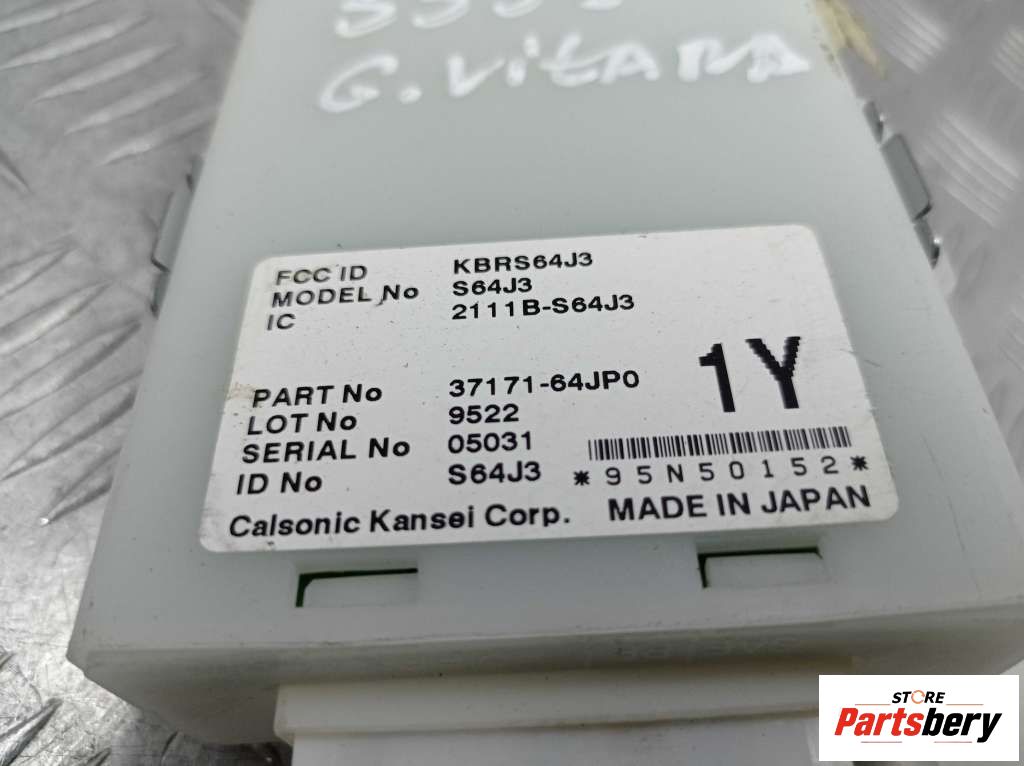 G. VITARA
FCC ID KBRS64J3
MODEL No S64J3
IC 2111B-S64J3
PART No 37171-64JP0
LOT No 9522
SERIAL No 05031
ID No S64J3
1Y
*95N50152*
Calsonic Kansei Corp. MADE IN JAPAN
STORE
Partsbery